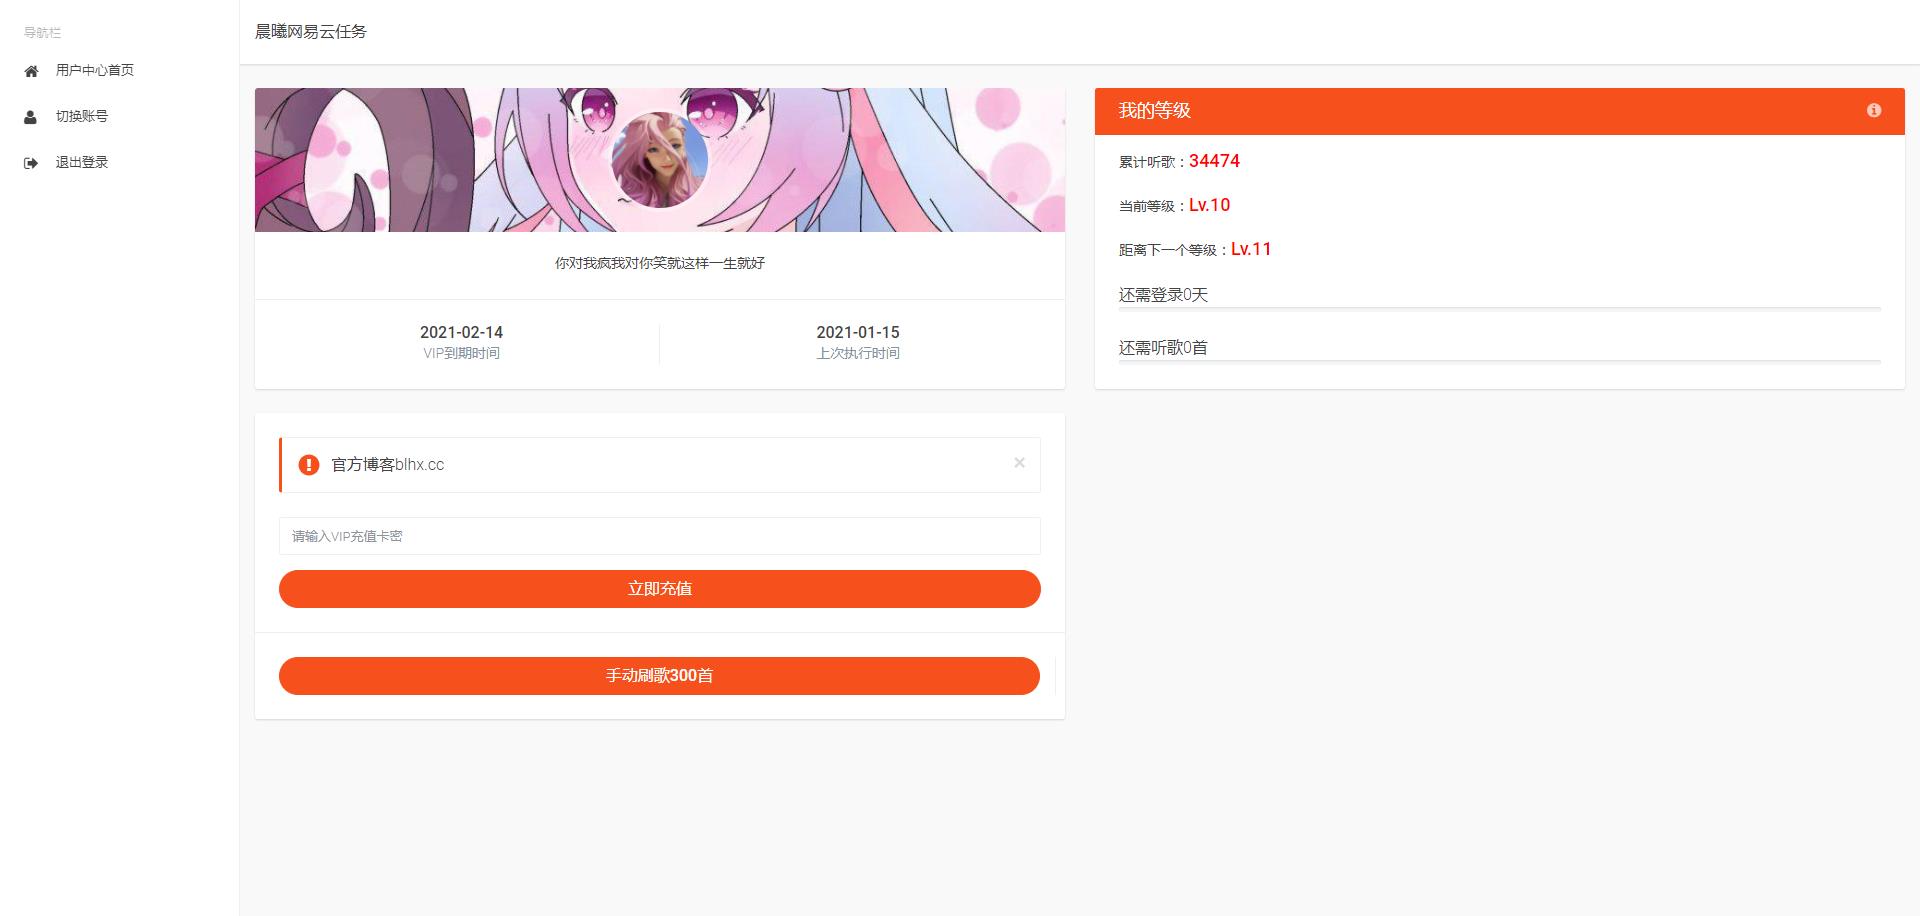 导航栏
用户中心首页
切换账号
退出登录
晨曦网易云任务
你对我疯我对你笑就这样一生就好
2021-02-14
VIP到期时间
2021-01-15
上次执行时间
我的等级
累计听歌：34474
当前等级：Lv.10
距离下一个等级：Lv.11
还需登录0天
还需听歌0首
官方博客blhx.cc
×
请输入VIP充值卡密
立即充值
手动刷歌300首